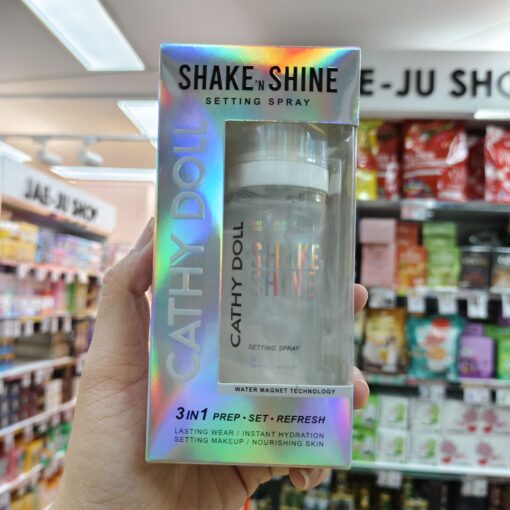 SHAKE 'N SHINE
SETTING SPRAY
CATHY DOLL
CATHY DOLL
SHAKE
SHINE
SETTING SPRAY
WATER MAGNET TECHNOLOGY
3 IN 1 PREP • SET • REFRESH
LASTING WEAR / INSTANT HYDRATION
SETTING MAKEUP / NOURISHING SKIN
JAE-JU SHOP
AE-JU SHO